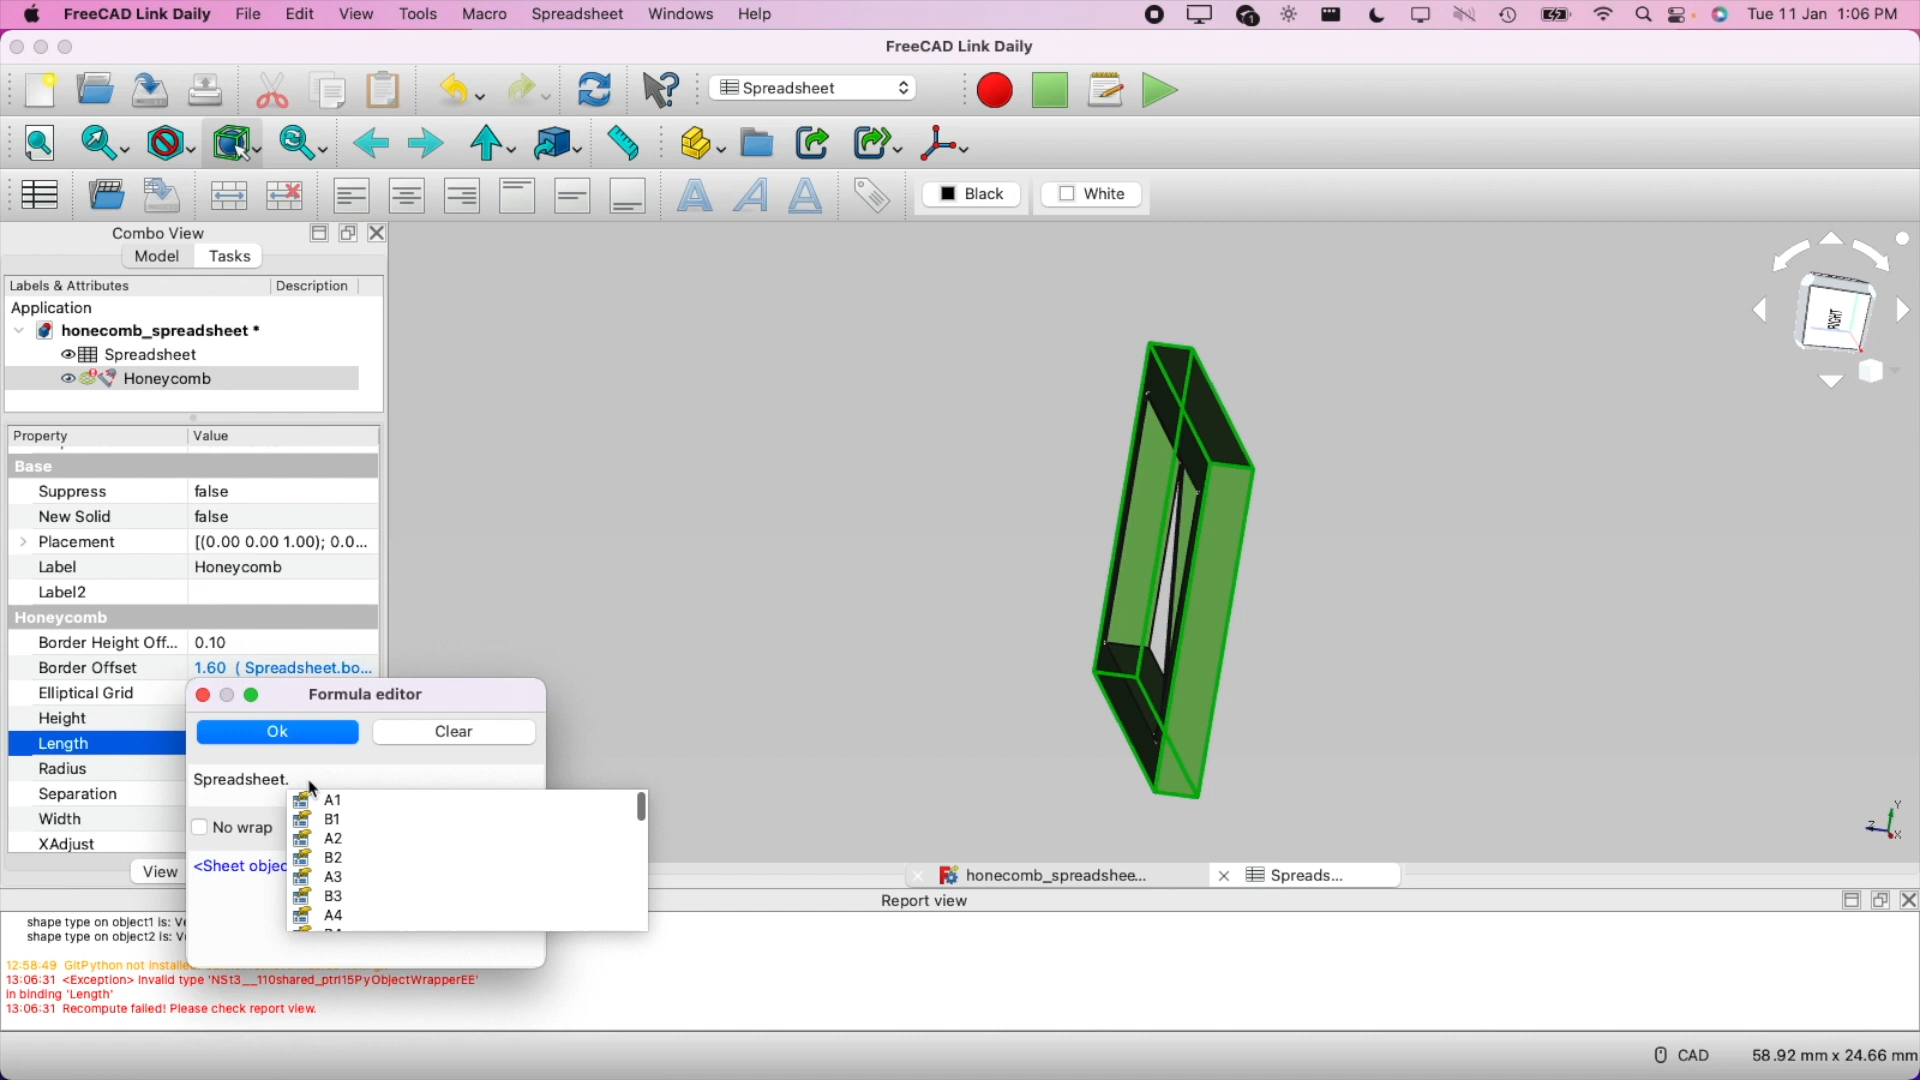 FreeCAD Link Daily File Edit View Tools Macro Spreadsheet Windows Help Tue 11 Jan 1:06 PM
FreeCAD Link Daily
Spreadsheet
Black White
Combo View
Model Tasks
Labels & Attributes Description
Application
honecomb_spreadsheet *
Spreadsheet
Honeycomb
Property Value
Base
Suppress false
New Solid false
Placement [(0.00 0.00 1.00); 0.0...
Label Honeycomb
Label2
Honeycomb
Border Height Off... 0.10
Border Offset 1.60 ( Spreadsheet.bo...
Elliptical Grid
Height
Length
Radius
Separation
Width
XAdjust
View
Formula editor
Ok Clear
Spreadsheet.
No wrap
<Sheet objec
A1
B1
A2
B2
A3
B3
A4
RIGHT
Y
Z
X
honecomb_spreadshee... Spreads...
Report view
shape type on object1 is: Ve
shape type on object2 is: Ve
12:58:49 GitPython not installe
13:06:31 <Exception> Invalid type 'NSt3__110shared_ptrI15PyObjectWrapperEE'
in binding 'Length'
13:06:31 Recompute failed! Please check report view.
CAD 58.92 mm x 24.66 mm